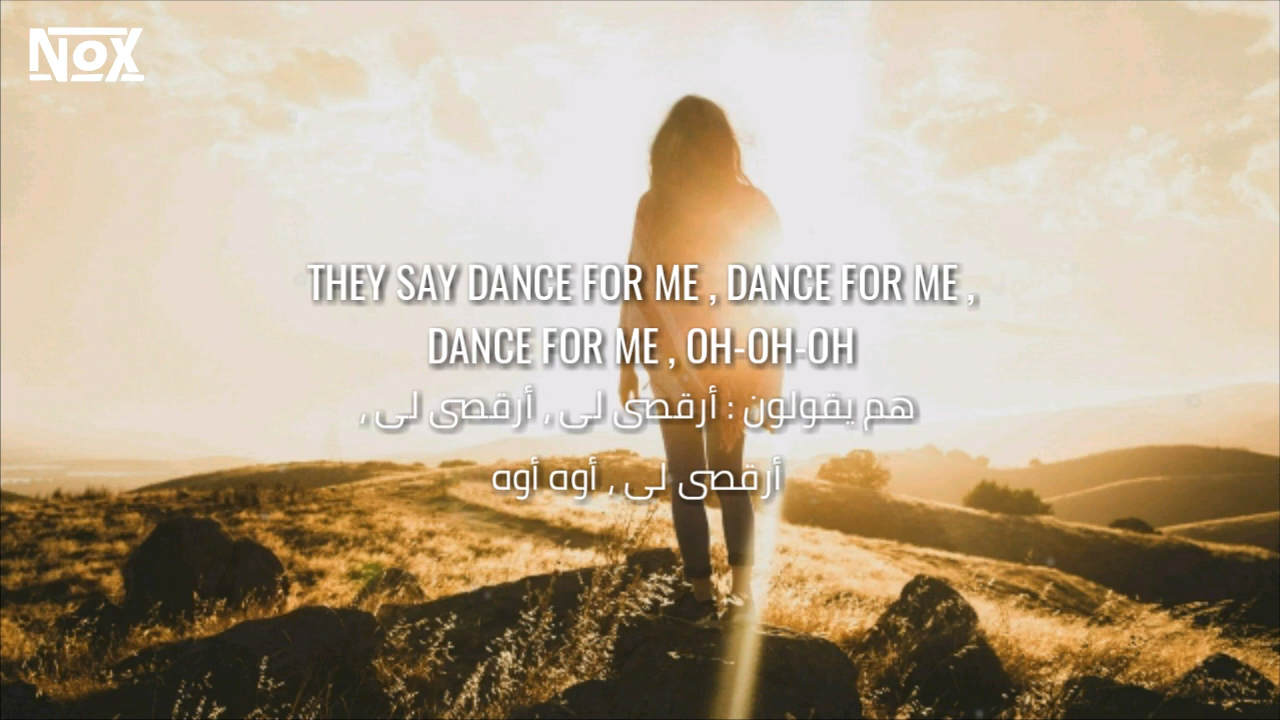 NOX
THEY SAY DANCE FOR ME , DANCE FOR ME ,
DANCE FOR ME , OH-OH-OH
هم يقولون : أرقصى لى , أرقصى لى ,
أرقصى لى , أوه أوه